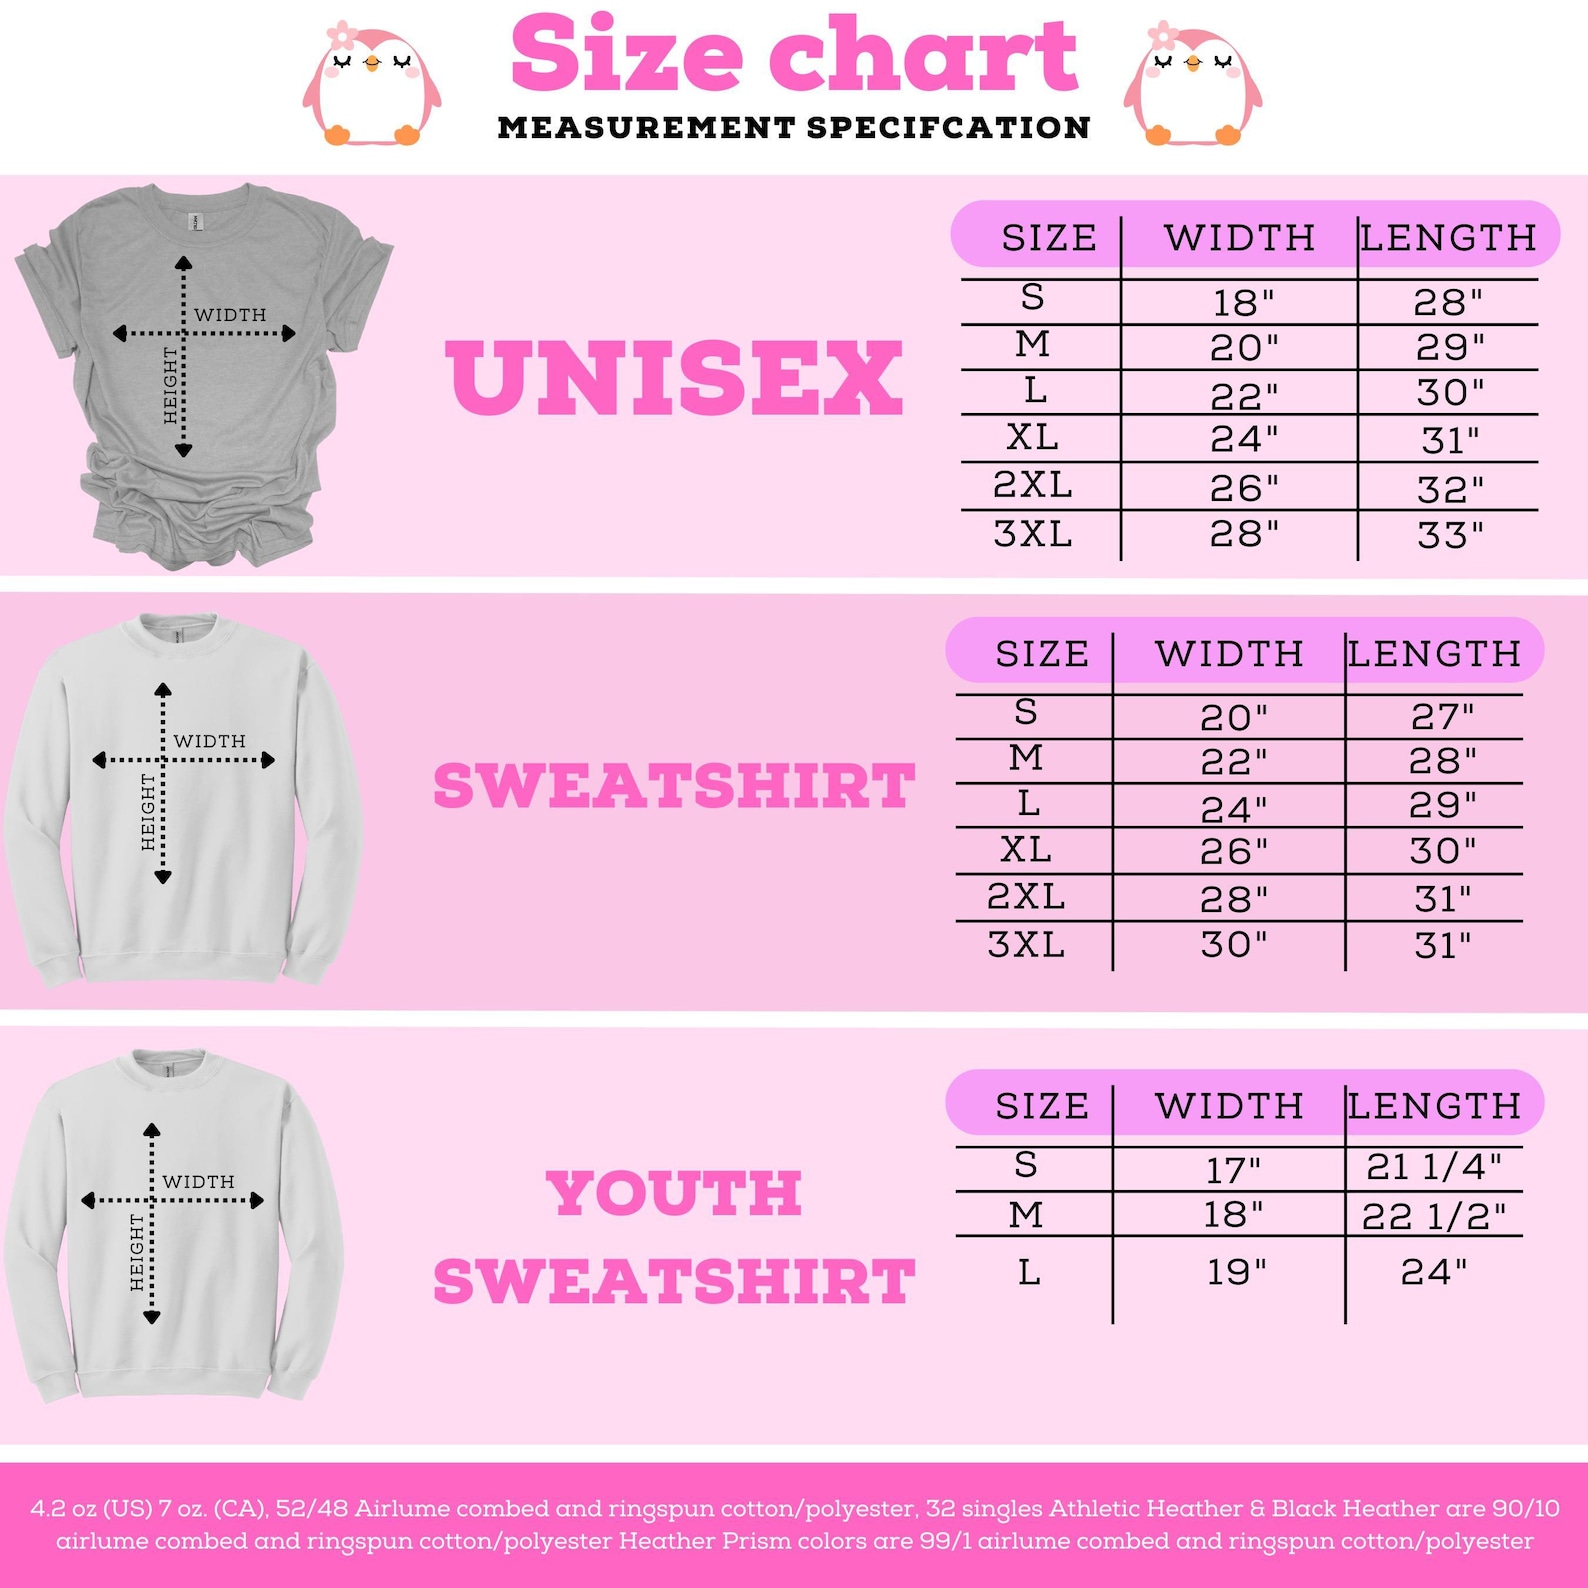 Size chart
MEASUREMENT SPECIFCATION
WIDTH
HEIGHT
UNISEX
SIZE WIDTH LENGTH
S 18" 28"
M 20" 29"
L 22" 30"
XL 24" 31"
2XL 26" 32"
3XL 28" 33"
WIDTH
HEIGHT
SWEATSHIRT
SIZE WIDTH LENGTH
S 20" 27"
M 22" 28"
L 24" 29"
XL 26" 30"
2XL 28" 31"
3XL 30" 31"
WIDTH
HEIGHT
YOUTH
SWEATSHIRT
SIZE WIDTH LENGTH
S 17" 21 1/4"
M 18" 22 1/2"
L 19" 24"
4.2 oz (US) 7 oz. (CA), 52/48 Airlume combed and ringspun cotton/polyester, 32 singles Athletic Heather & Black Heather are 90/10
airlume combed and ringspun cotton/polyester Heather Prism colors are 99/1 airlume combed and ringspun cotton/polyester